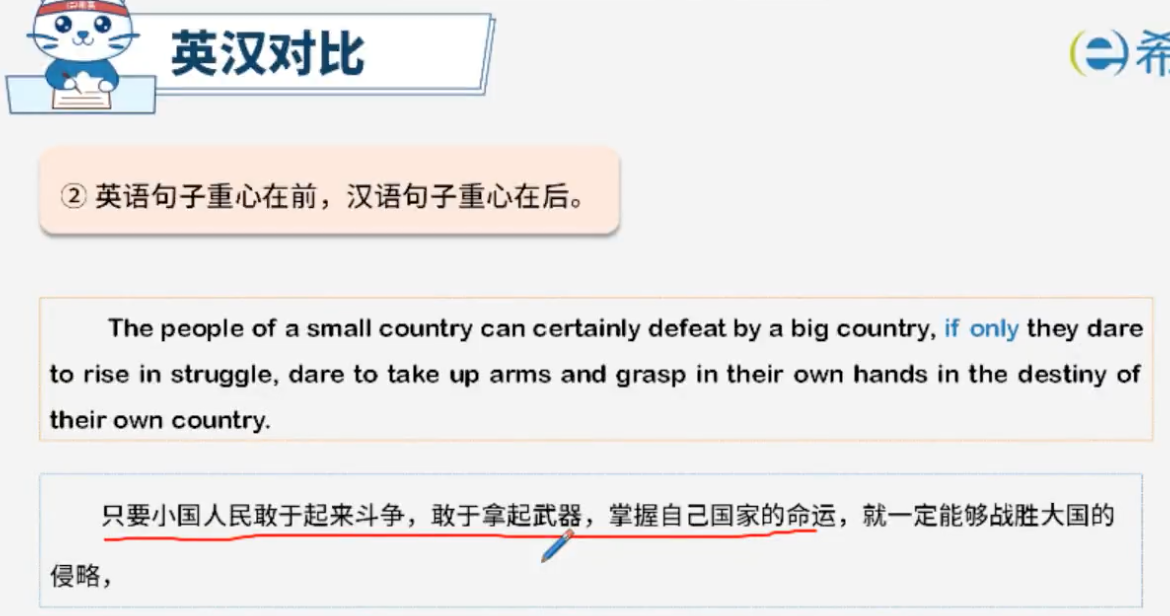 英汉对比
② 英语句子重心在前，汉语句子重心在后。
The people of a small country can certainly defeat by a big country, if only they dare
to rise in struggle, dare to take up arms and grasp in their own hands in the destiny of
their own country.
只要小国人民敢于起来斗争，敢于拿起武器，掌握自己国家的命运，就一定能够战胜大国的
侵略，